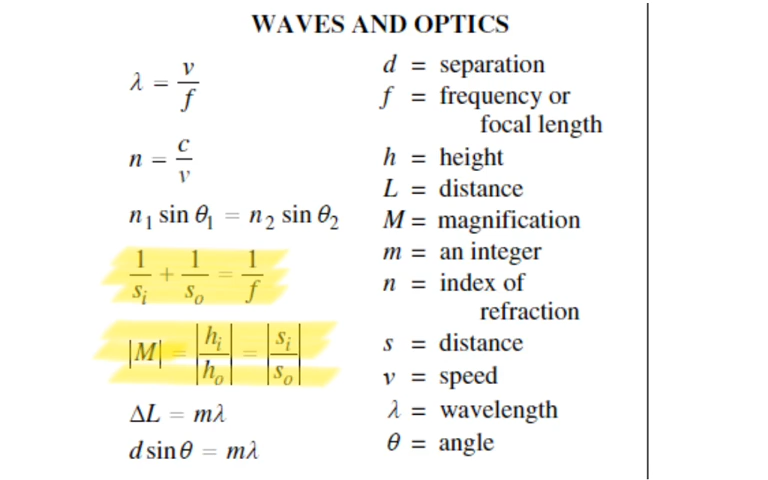 WAVES AND OPTICS
λ = v/f
n = c/v
n₁ sin θ₁ = n₂ sin θ₂
1/sᵢ + 1/sₒ = 1/f
|M| = |hᵢ/hₒ| = |sᵢ/sₒ|
ΔL = mλ
d sin θ = mλ
d = separation
f = frequency or
focal length
h = height
L = distance
M = magnification
m = an integer
n = index of
refraction
s = distance
v = speed
λ = wavelength
θ = angle